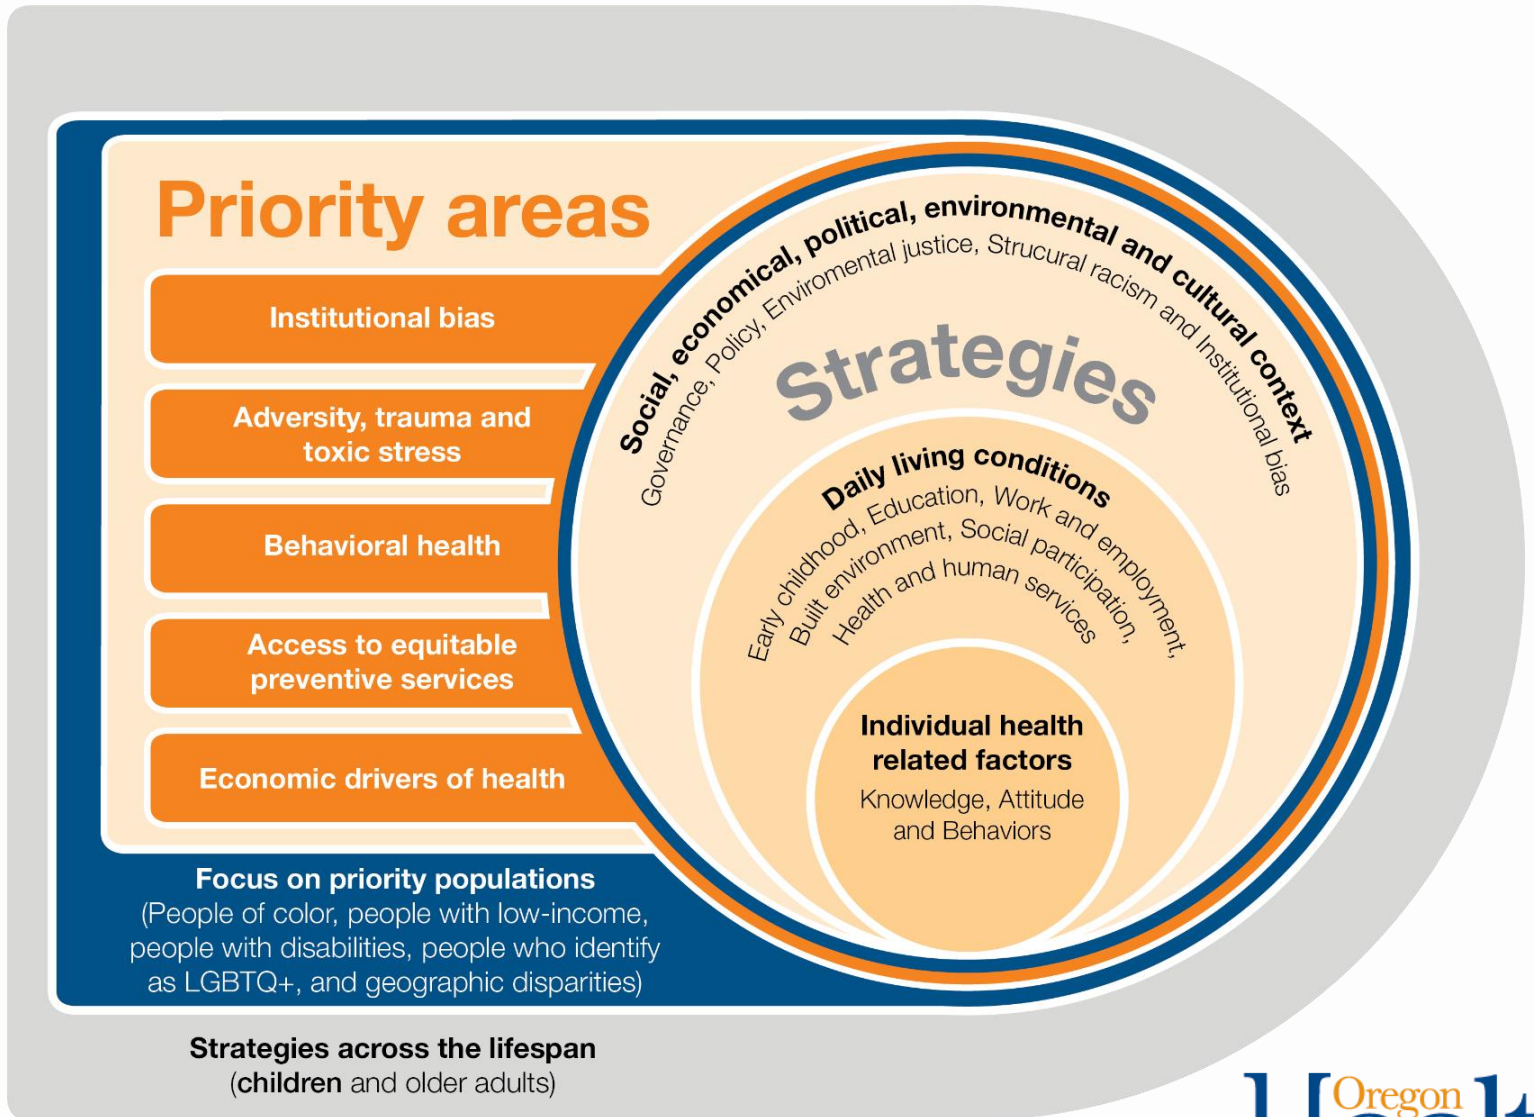 Priority areas
Institutional bias
Adversity, trauma and
toxic stress
Behavioral health
Access to equitable
preventive services
Economic drivers of health
Focus on priority populations
(People of color, people with low-income,
people with disabilities, people who identify
as LGBTQ+, and geographic disparities)
Strategies across the lifespan
(children and older adults)
Social, economical, political, environmental and cultural context
Governance, Policy, Enviromental justice, Strucural racism and Institutional bias
Strategies
Daily living conditions
Early childhood, Education, Work and employment,
Built environment, Social participation,
Health and human services
Individual health
related factors
Knowledge, Attitude
and Behaviors
Oregon